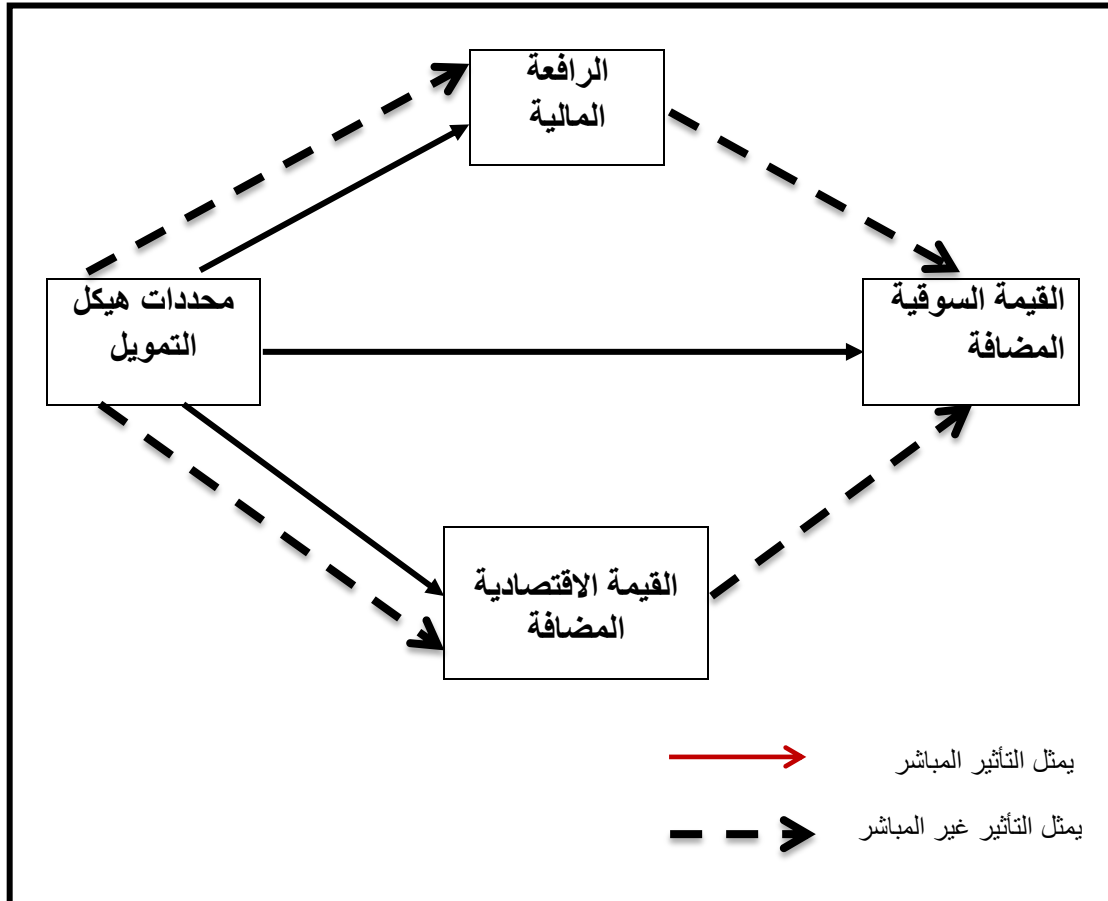 الرافعة
المالية
محددات هيكل
التمويل
القيمة السوقية
المضافة
القيمة الاقتصادية
المضافة
يمثل التأثير المباشر
يمثل التأثير غير المباشر